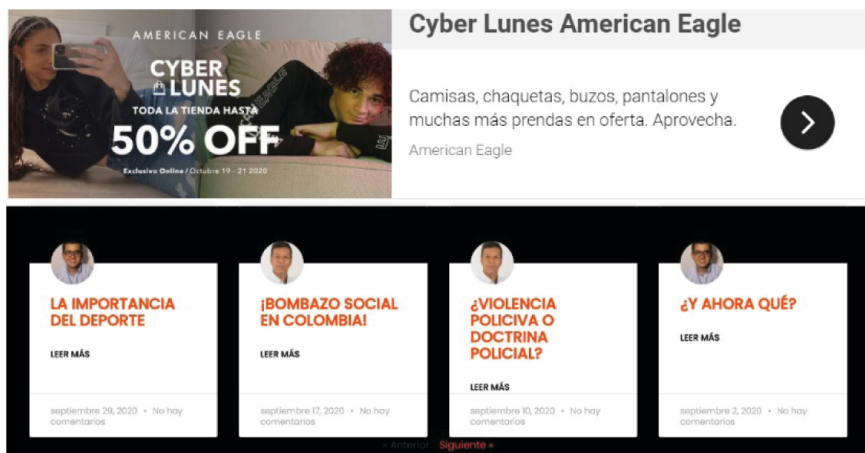 AMERICAN EAGLE
CYBER
LUNES
TODA LA TIENDA HASTA
50% OFF
Exclusivo Online / Octubre 19 - 21 2020
Cyber Lunes American Eagle
Camisas, chaquetas, buzos, pantalones y
muchas más prendas en oferta. Aprovecha.
American Eagle
LA IMPORTANCIA
DEL DEPORTE
LEER MÁS
septiembre 29, 2020 • No hay
comentarios
¡BOMBAZO SOCIAL
EN COLOMBIA!
LEER MÁS
septiembre 17, 2020 • No hay
comentarios
¿VIOLENCIA
POLICIVA O
DOCTRINA
POLICIAL?
LEER MÁS
septiembre 10, 2020 • No hay
comentarios
¿Y AHORA QUÉ?
LEER MÁS
septiembre 2, 2020 • No hay
comentarios
« Anterior Siguiente »